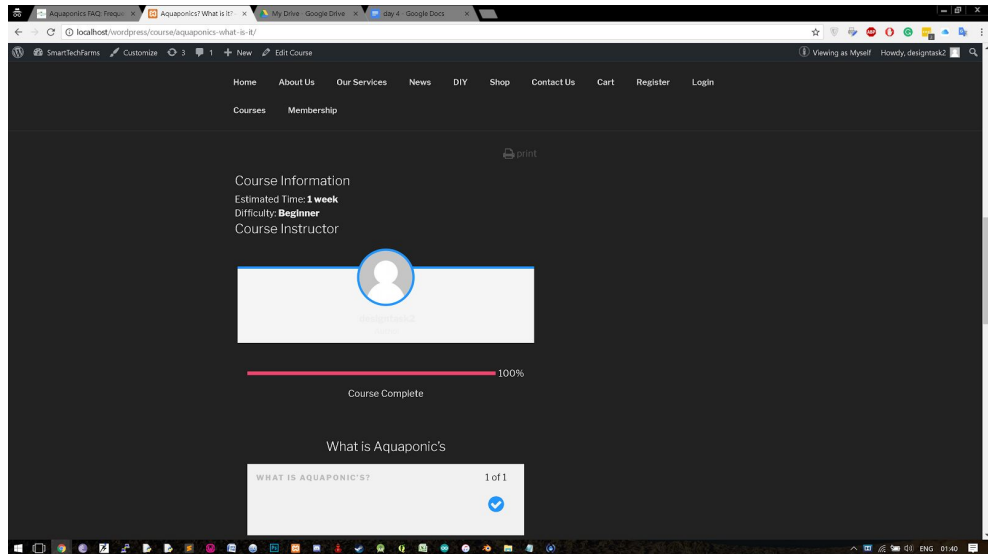 Aquaponics FAQ, Freque
Aquaponics? What is it? -
My Drive - Google Drive
day 4 - Google Docs
localhost/wordpress/course/aquaponics-what-is-it/
SmartTechFarms Customize 3 1 New Edit Course
Viewing as Myself Howdy, designtask2
Home About Us Our Services News DIY Shop Contact Us Cart Register Login
Courses Membership
print
Course Information
Estimated Time: 1 week
Difficulty: Beginner
Course Instructor
100%
Course Complete
What is Aquaponic's
WHAT IS AQUAPONIC'S? 1 of 1
ENG 01:40